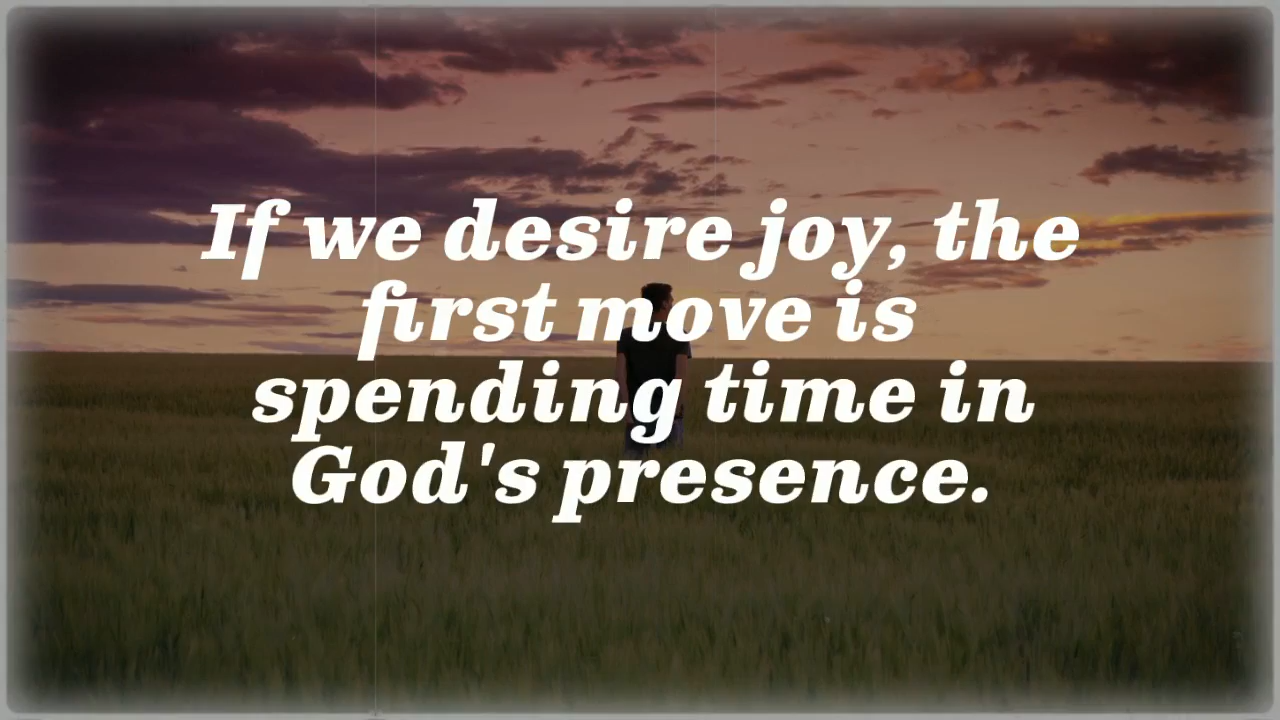 If we desire joy, the
first move is
spending time in
God's presence.